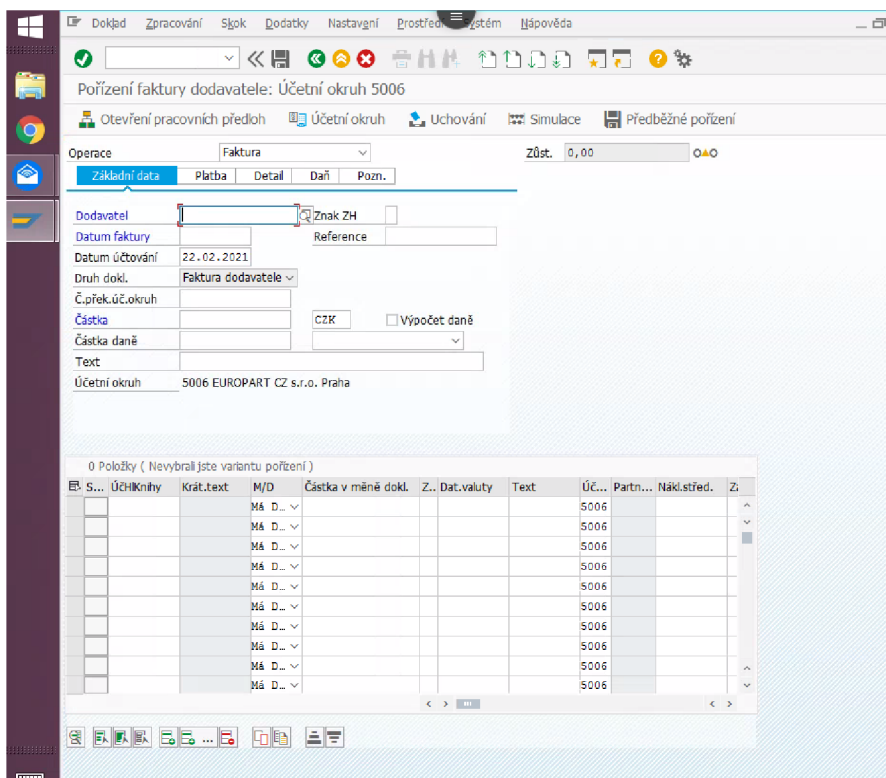 Doklad Zpracování Skok Dodatky Nastavení Prostředí Systém Nápověda
Pořízení faktury dodavatele: Účetní okruh 5006
Otevření pracovních předloh Účetní okruh Uchování Simulace Předběžné pořízení
Operace Faktura Zůst. 0,00
Základní data Platba Detail Daň Pozn.
Dodavatel Znak ZH
Datum faktury Reference
Datum účtování 22.02.2021
Druh dokl. Faktura dodavatele
Č.přek.úč.okruh
Částka CZK Výpočet daně
Částka daně
Text
Účetní okruh 5006 EUROPART CZ s.r.o. Praha
0 Položky ( Nevybrali jste variantu pořízení )
S... ÚčHlKnihy Krát.text M/D Částka v měně dokl. Z.. Dat.valuty Text Úč... Partn... Nákl.střed.
Má D… 5006
Má D… 5006
Má D… 5006
Má D… 5006
Má D… 5006
Má D… 5006
Má D… 5006
Má D… 5006
Má D… 5006
Má D… 5006